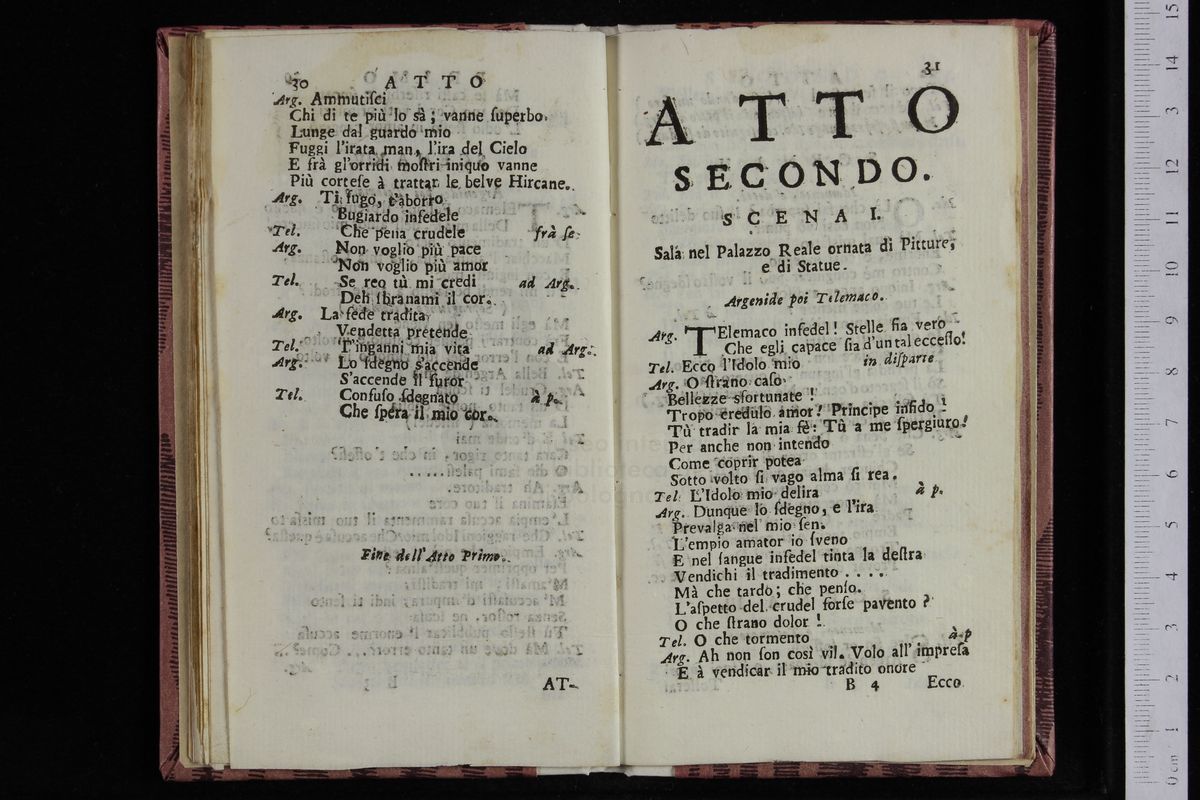 30 ATTO
Arg. Ammutiſci
Chi di te più lo sà; vanne ſuperbo.
Lunge dal guardo mio
Fuggi l'irata man, l'ira del Cielo
E frà gl'orridi moſtri iniquo vanne
Più corteſe à trattar le belve Hircane.
Arg. Ti fugo, t'aborro
Bugiardo infedele
Tel. Che pena crudele frà ſe.
Arg. Non voglio più pace
Non voglio più amor
Tel. Se reo tù mi credi ad Arg.
Deh ſbranami il cor.
Arg. La fede tradita
Vendetta pretende
Tel. T'inganni mia vita ad Arg.
Arg. Lo ſdegno s'accende
S'accende il furor
Tel. Confuſo ſdegnato à p.
Che ſpera il mio cor.
Fine dell'Atto Primo.
AT-
31
ATTO
SECONDO.
SCENA I.
Sala nel Palazzo Reale ornata di Pitture,
e di Statue.
Argenide poi Telemaco.
Arg. TElemaco infedel! Stelle fia vero
Che egli capace ſia d'un tal ecceſſo!
Tel. Ecco l'Idolo mio in diſparte
Arg. O ſtrano caſo
Bellezze sfortunate!
Tropo credulo amor! Principe infido!
Tù tradir la mia fè: Tù a me ſpergiuro!
Per anche non intendo
Come coprir potea
Sotto volto ſi vago alma ſi rea.
Tel. L'Idolo mio delira à p.
Arg. Dunque lo ſdegno, e l'ira
Prevalga nel mio ſen.
L'empio amator io ſveno
E nel ſangue infedel tinta la deſtra
Vendichi il tradimento . . . .
Mà che tardo; che penſo.
L'aſpetto del crudel forſe pavento?
O che ſtrano dolor!
Tel. O che tormento à p
Arg. Ah non ſon così vil. Volo all' impreſa
E à vendicar il mio tradito onore
B 4 Ecco